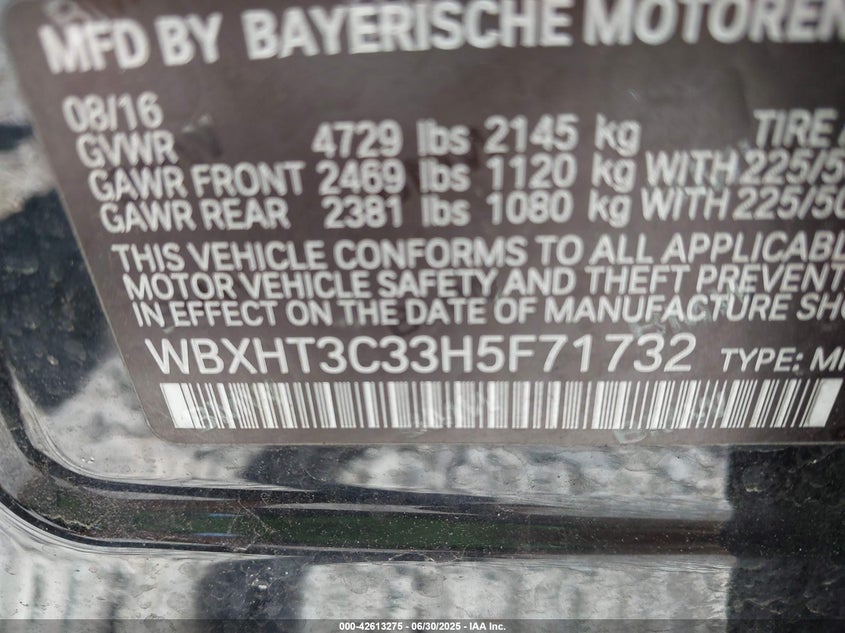 MFD BY BAYERISCHE MOTOREN
08/16
GVWR 4729 lbs 2145 kg TIRE
GAWR FRONT 2469 lbs 1120 kg WITH 225/5
GAWR REAR 2381 lbs 1080 kg WITH 225/50
THIS VEHICLE CONFORMS TO ALL APPLICABL
MOTOR VEHICLE SAFETY AND THEFT PREVENT
IN EFFECT ON THE DATE OF MANUFACTURE SHO
WBXHT3C33H5F71732 TYPE: M
000-42613275 - 06/30/2025 - IAA Inc.